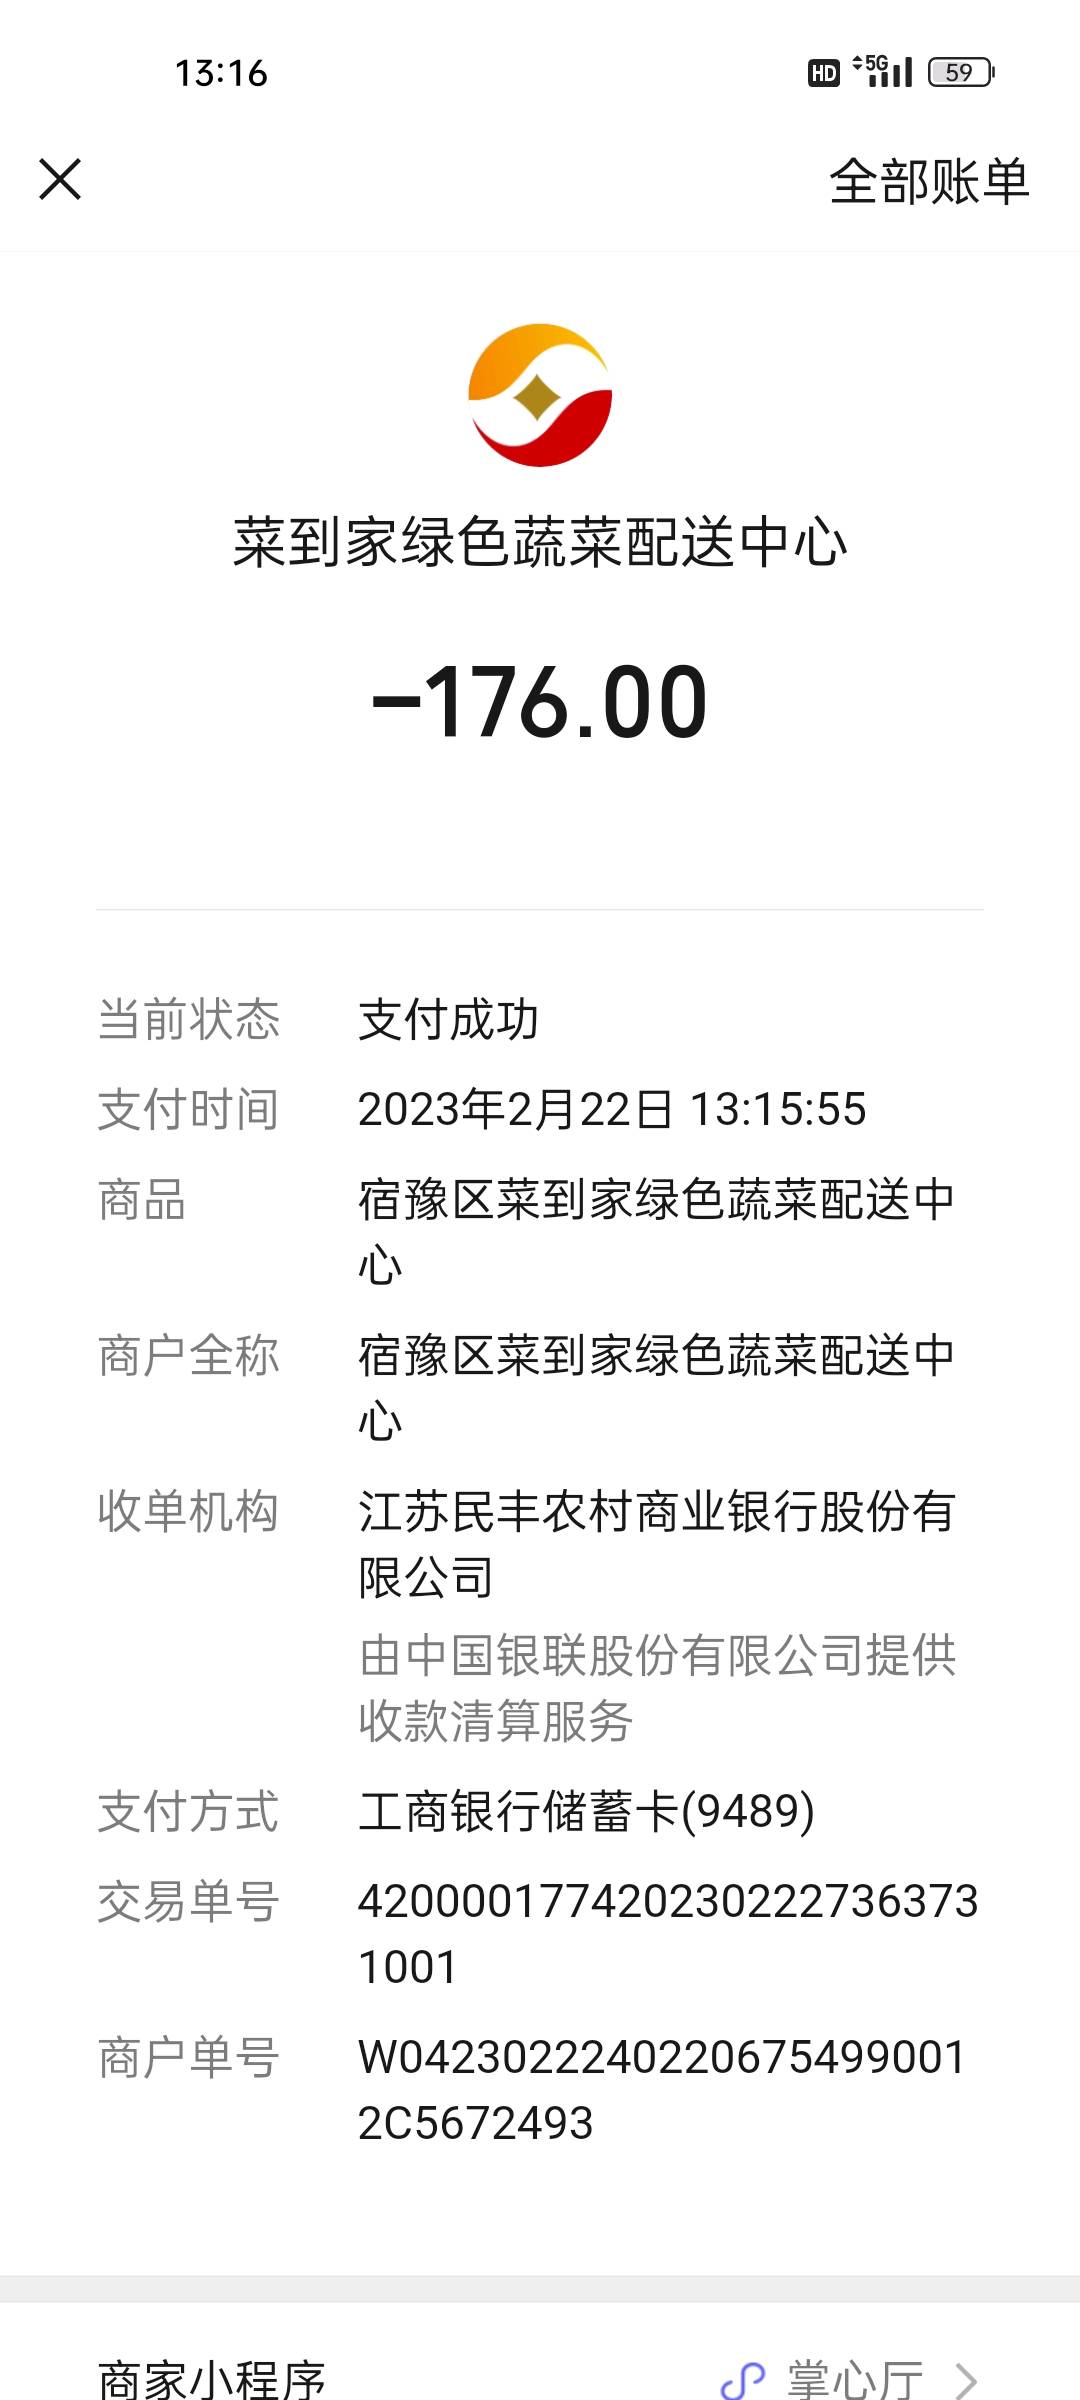 13:16
HD 5G 59
全部账单
菜到家绿色蔬菜配送中心
-176.00
当前状态 支付成功
支付时间 2023年2月22日 13:15:55
商品 宿豫区菜到家绿色蔬菜配送中
心
商户全称 宿豫区菜到家绿色蔬菜配送中
心
收单机构 江苏民丰农村商业银行股份有
限公司
由中国银联股份有限公司提供
收款清算服务
支付方式 工商银行储蓄卡(9489)
交易单号 420000177420230222736373
1001
商户单号 W0423022240220675499001
2C5672493
商家小程序 掌心厅